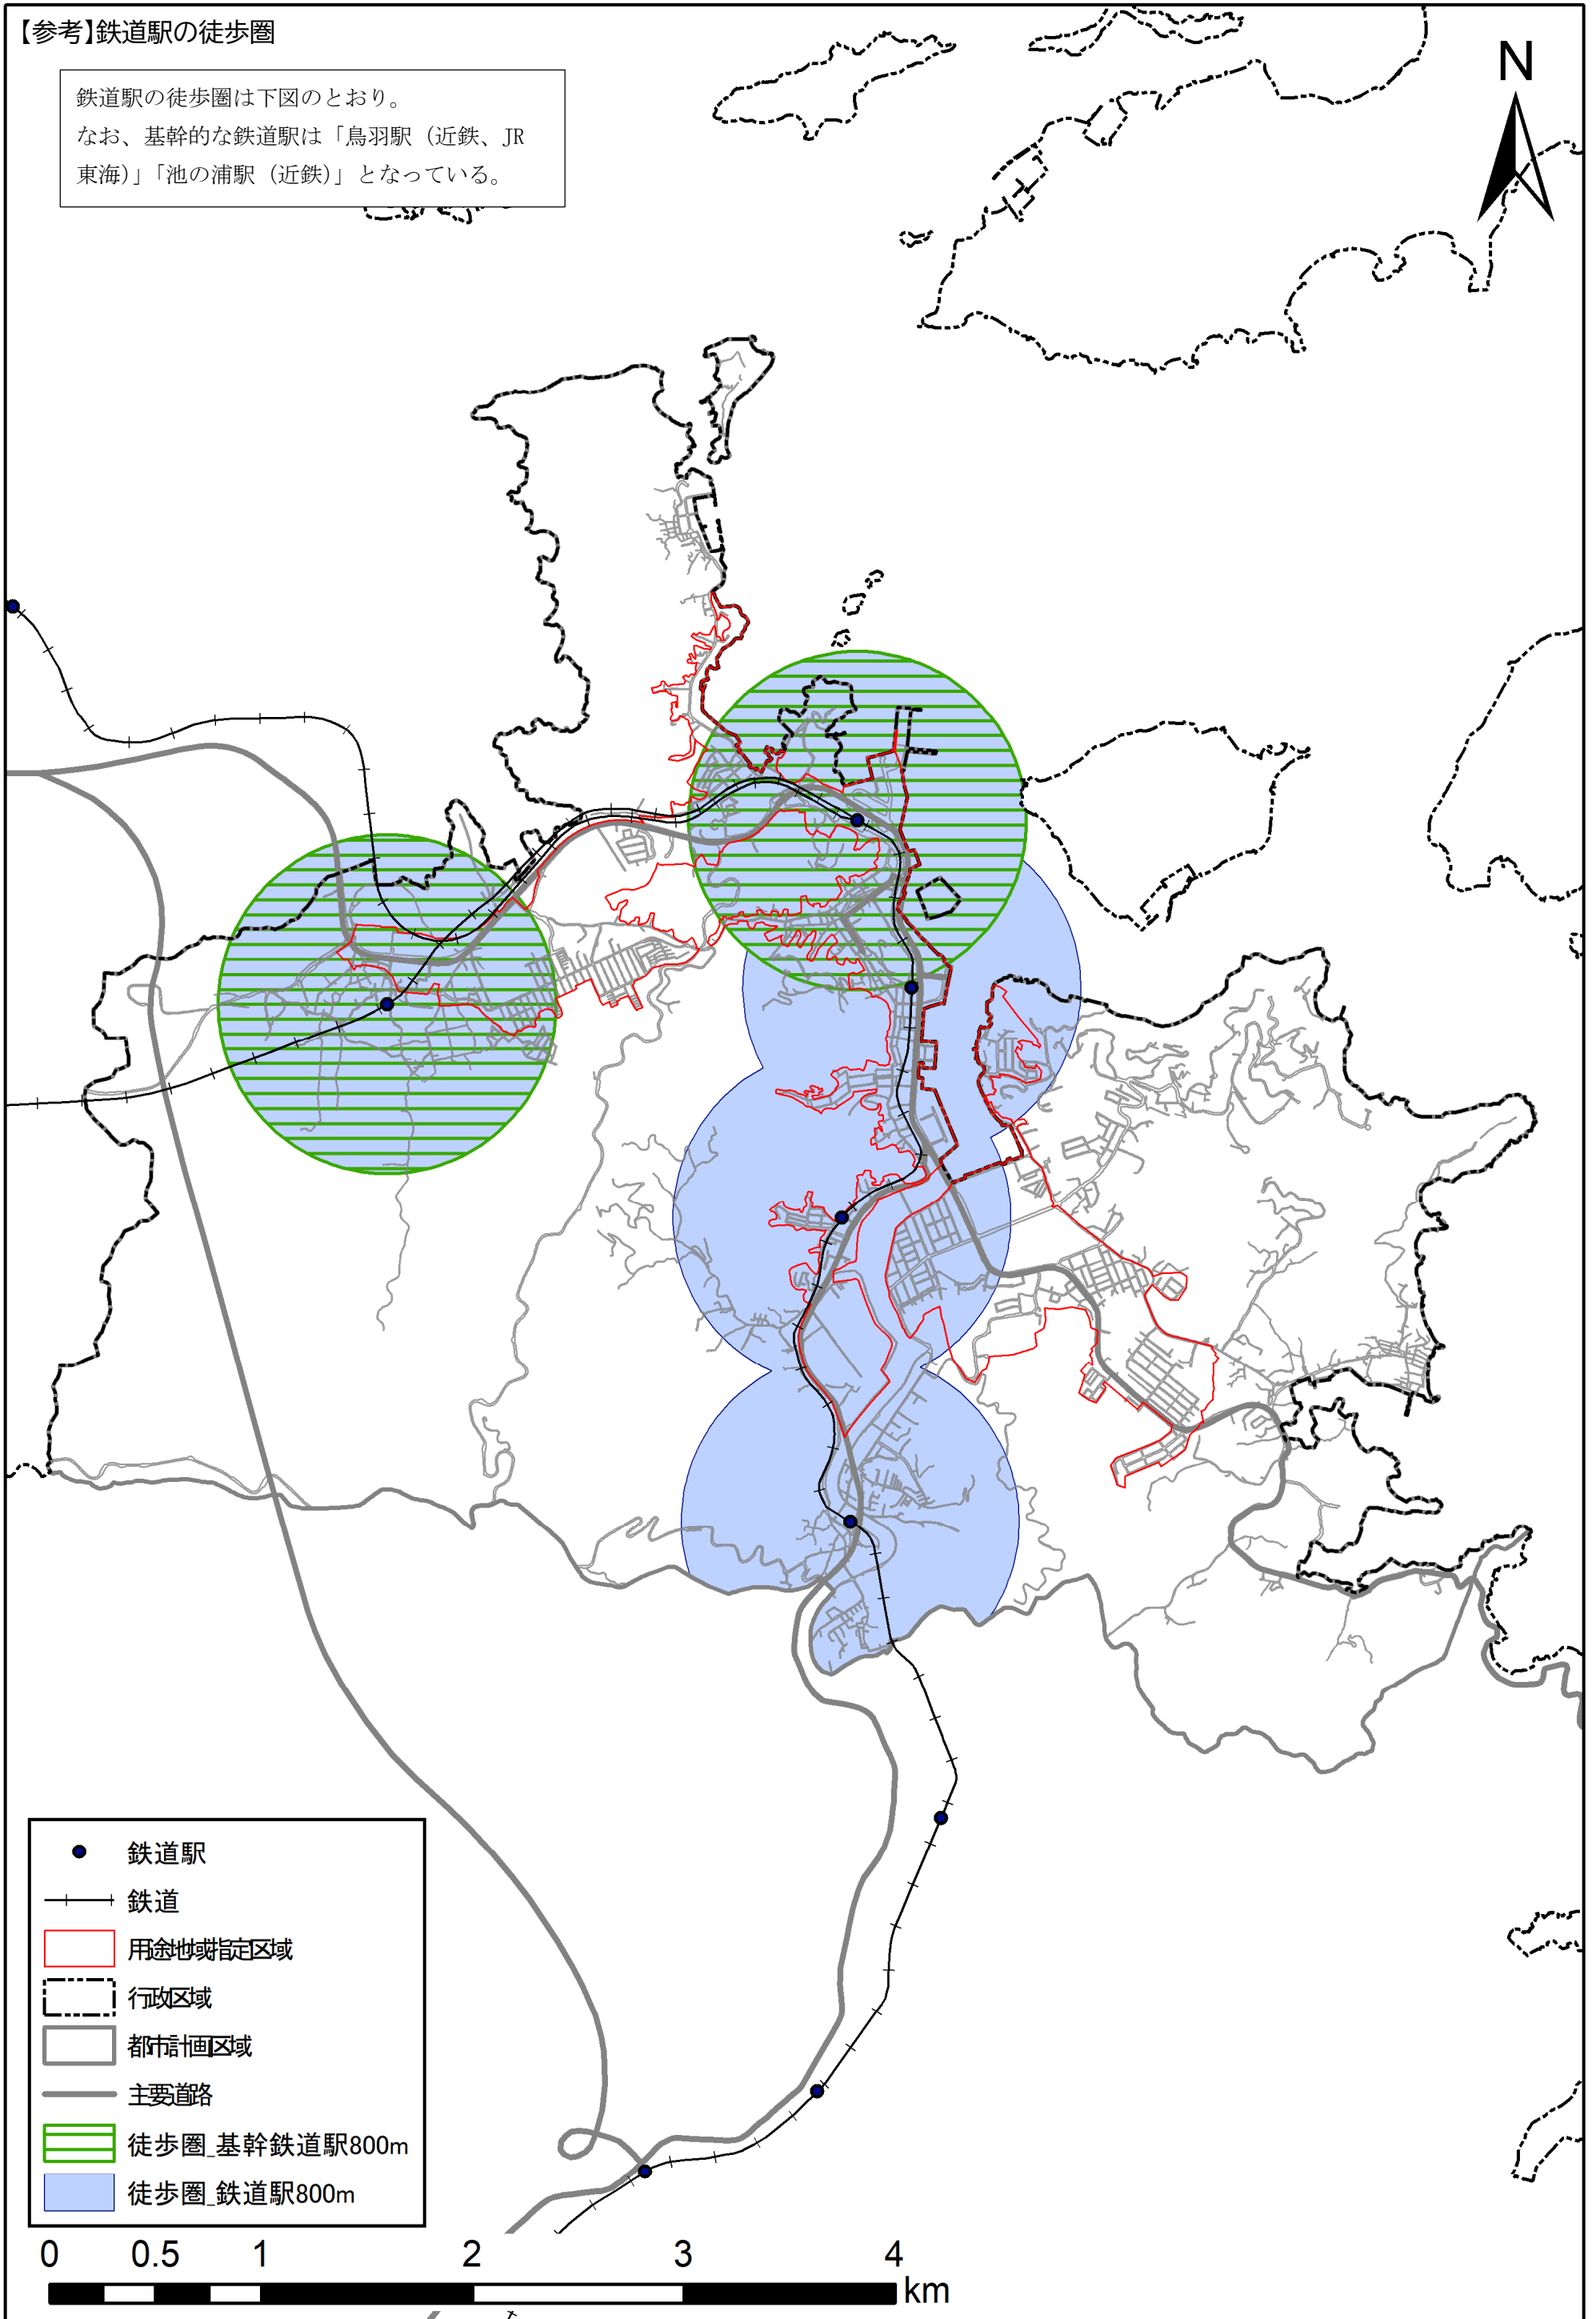 【参考】鉄道駅の徒歩圏
鉄道駅の徒歩圏は下図のとおり。
なお、基幹的な鉄道駅は「鳥羽駅（近鉄、JR
東海）」「池の浦駅（近鉄）」となっている。
N
鉄道駅
鉄道
用途地域指定区域
行政区域
都市計画区域
主要道路
徒歩圏_基幹鉄道駅800m
徒歩圏_鉄道駅800m
0 0.5 1 2 3 4
km